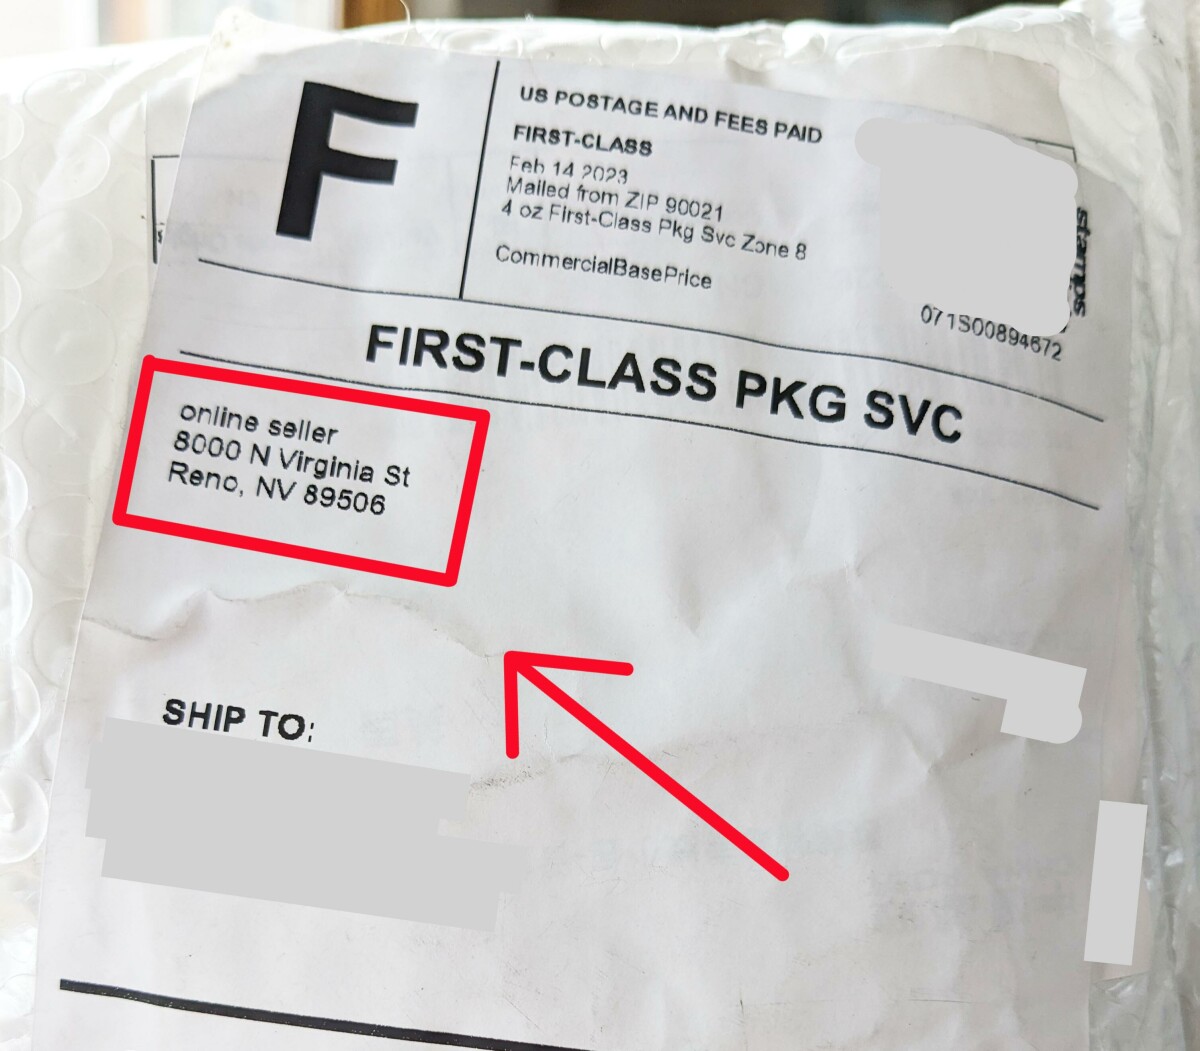 F
US POSTAGE AND FEES PAID
FIRST-CLASS
Feb 14 2023
Mailed from ZIP 90021
4 oz First-Class Pkg Svc Zone 8
CommercialBasePrice
stamps
071S00894672
FIRST-CLASS PKG SVC
online seller
8000 N Virginia St
Reno, NV 89506
SHIP TO: